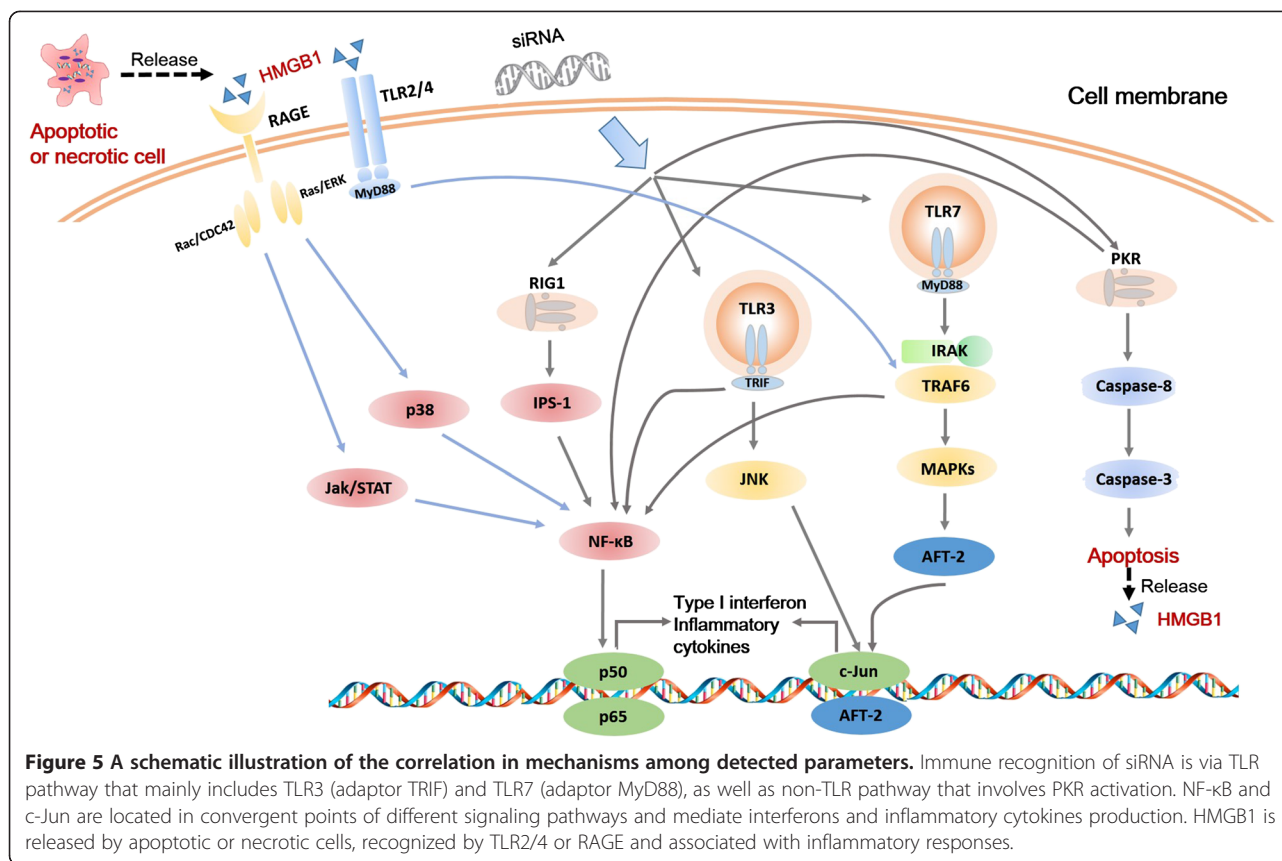 Release
HMGB1
siRNA
TLR2/4
RAGE
Cell membrane
Apoptotic
or necrotic cell
Ras/ERK
MyD88
Rac/CDC42
TLR7
MyD88
PKR
RIG1
TLR3
TRIF
IRAK
TRAF6
Caspase-8
p38
IPS-1
Jak/STAT
JNK
MAPKs
Caspase-3
NF-κB
AFT-2
Apoptosis
Release
HMGB1
Type I interferon
Inflammatory
cytokines
p50
c-Jun
p65
AFT-2
Figure 5 A schematic illustration of the correlation in mechanisms among detected parameters. Immune recognition of siRNA is via TLR
pathway that mainly includes TLR3 (adaptor TRIF) and TLR7 (adaptor MyD88), as well as non-TLR pathway that involves PKR activation. NF-κB and
c-Jun are located in convergent points of different signaling pathways and mediate interferons and inflammatory cytokines production. HMGB1 is
released by apoptotic or necrotic cells, recognized by TLR2/4 or RAGE and associated with inflammatory responses.